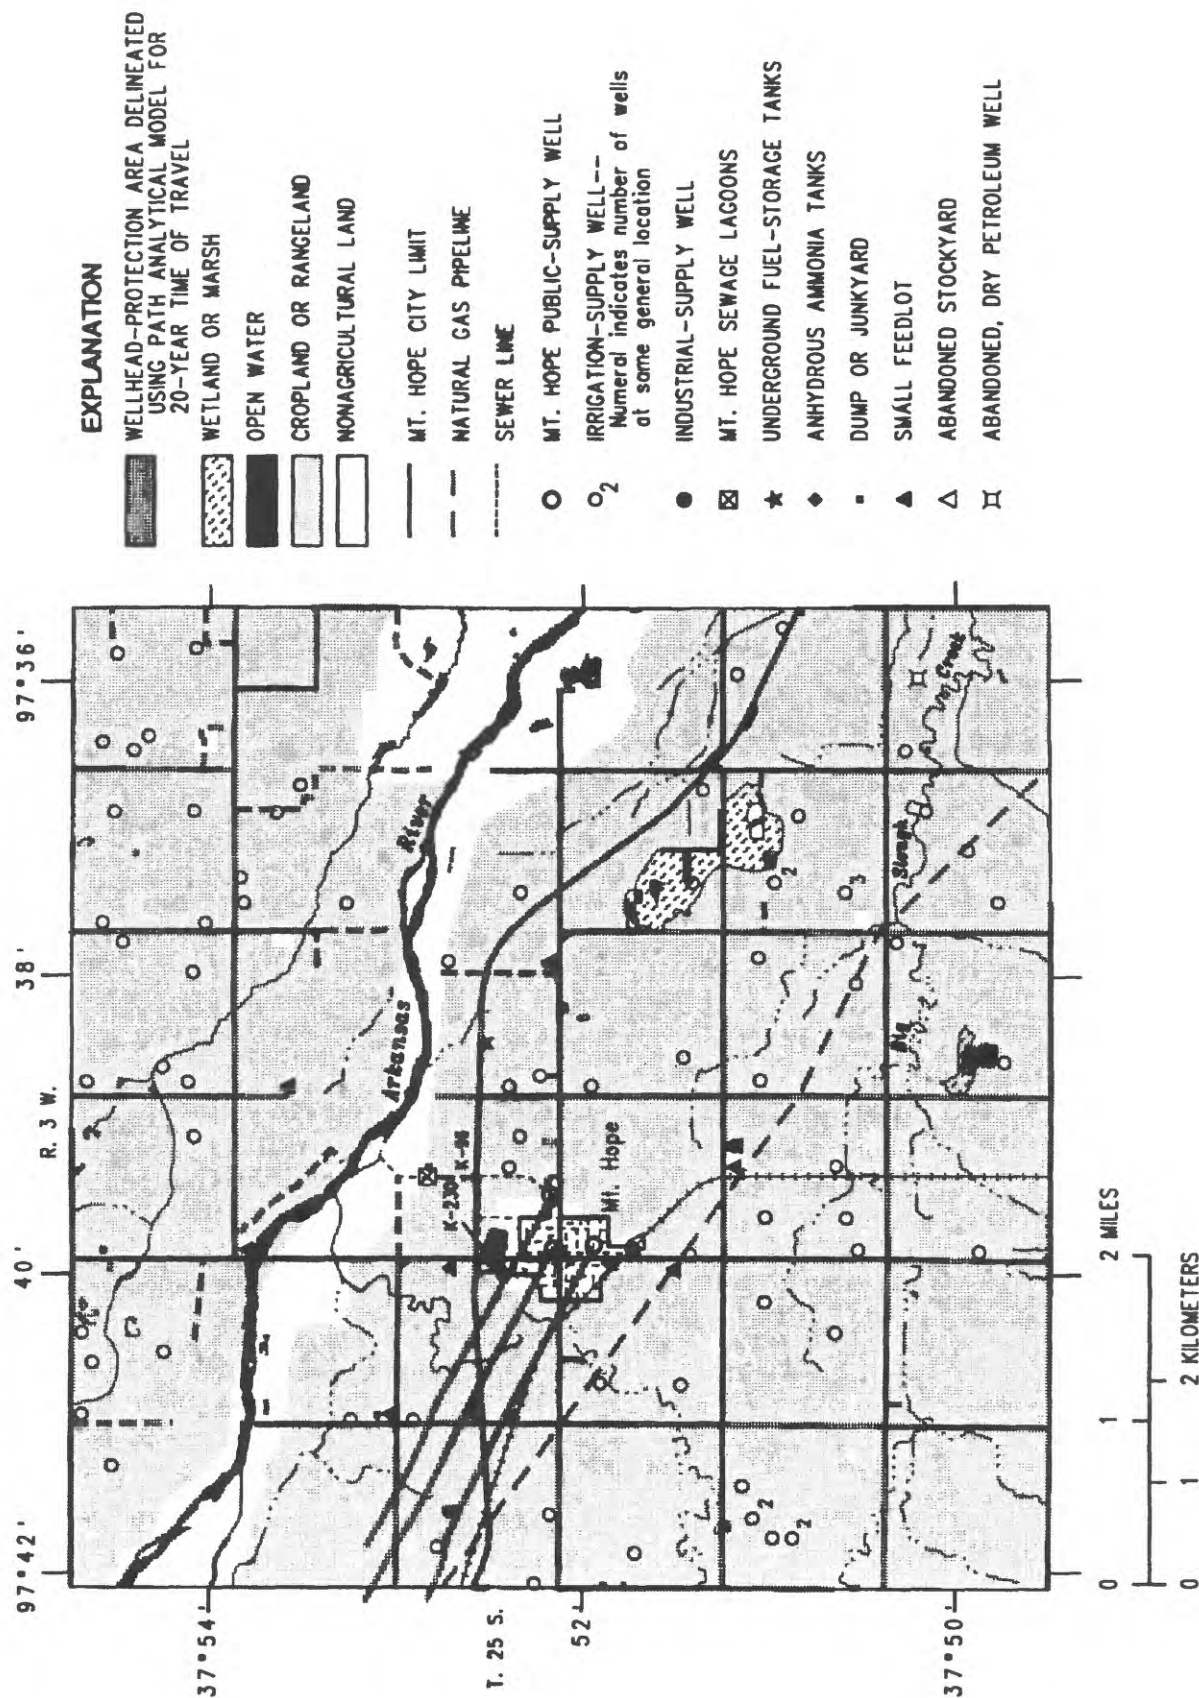 EXPLANATION
WELLHEAD-PROTECTION AREA DELINEATED
USING PATH ANALYTICAL MODEL FOR
20-YEAR TIME OF TRAVEL
WETLAND OR MARSH
OPEN WATER
CROPLAND OR RANGELAND
NONAGRICULTURAL LAND
MT. HOPE CITY LIMIT
NATURAL GAS PIPELINE
SEWER LINE
MT. HOPE PUBLIC-SUPPLY WELL
2
IRRIGATION-SUPPLY WELL--
Numeral indicates number of wells
at same general location
INDUSTRIAL-SUPPLY WELL
MT. HOPE SEWAGE LAGOONS
UNDERGROUND FUEL-STORAGE TANKS
ANHYDROUS AMMONIA TANKS
DUMP OR JUNKYARD
SMALL FEEDLOT
ABANDONED STOCKYARD
ABANDONED, DRY PETROLEUM WELL
97°42'
40'
R. 3 W.
38'
97°36'
37°54'
T. 25 S.
52'
37°50'
Arkansas
River
K-230
K-96
Mt. Hope
2
3
2
2
Slough
Creek
0
1
2 MILES
0
1
2 KILOMETERS